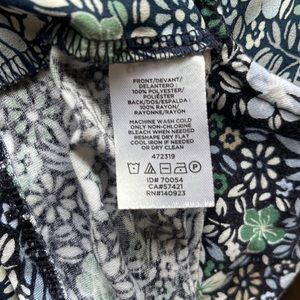 FRONT/DEVANT/
DELANTERO :
100% POLYESTER/
POLIÉSTER
BACK/DOS/ESPALDA :
100% RAYON/
RAYONNE/RAYÓN
MACHINE WASH COLD
ONLY NON-CHLORINE
BLEACH WHEN NEEDED
RESHAPE DRY FLAT
COOL IRON IF NEEDED
OR DRY CLEAN
472319
ID# 70054
CA#57421
RN#140923